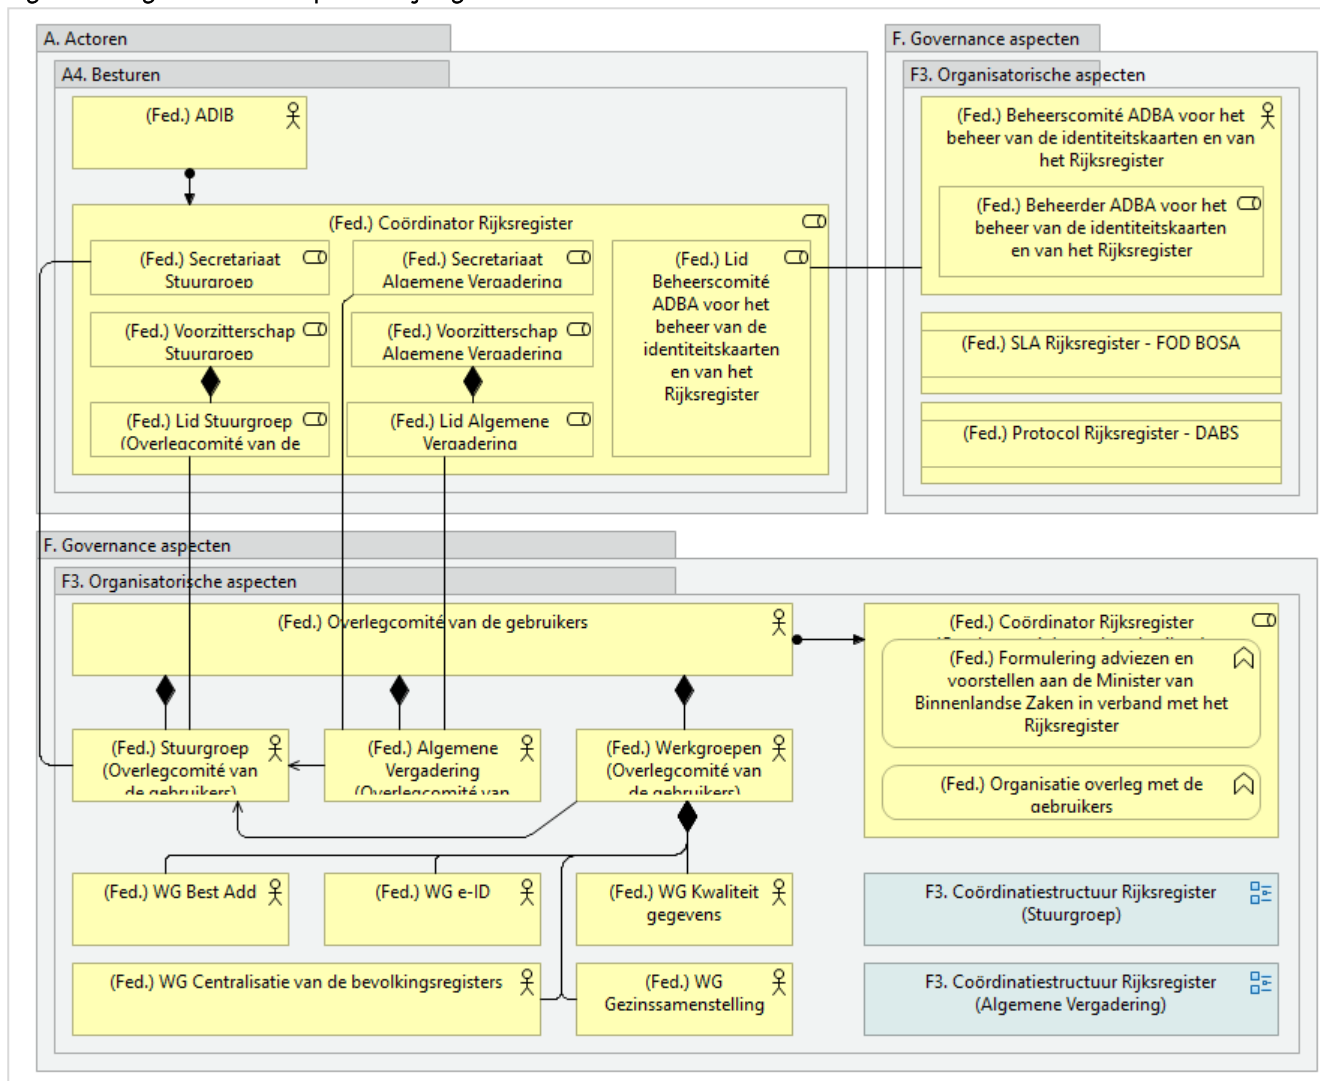 A. Actoren
A4. Besturen
(Fed.) ADIB
(Fed.) Coördinator Rijksregister
(Fed.) Secretariaat
Stuurgroep
(Fed.) Secretariaat
Algemene Vergadering
(Fed.) Lid
Beheerscomité
ADBA voor het
beheer van de
identiteitskaarten
en van het
Rijksregister
(Fed.) Voorzitterschap
Stuurgroep
(Fed.) Voorzitterschap
Algemene Vergadering
(Fed.) Lid Stuurgroep
(Overlegcomité van de
(Fed.) Lid Algemene
Vergadering
F. Governance aspecten
F3. Organisatorische aspecten
(Fed.) Beheerscomité ADBA voor het
beheer van de identiteitskaarten en van
het Rijksregister
(Fed.) Beheerder ADBA voor het
beheer van de identiteitskaarten
en van het Rijksregister
(Fed.) SLA Rijksregister - FOD BOSA
(Fed.) Protocol Rijksregister - DABS
F. Governance aspecten
F3. Organisatorische aspecten
(Fed.) Overlegcomité van de gebruikers
(Fed.) Stuurgroep
(Overlegcomité van
de gebruikers)
(Fed.) Algemene
Vergadering
(Overlegcomité van
(Fed.) Werkgroepen
(Overlegcomité van
de gebruikers)
(Fed.) Coördinator Rijksregister
(Fed.) Formulering adviezen en
voorstellen aan de Minister van
Binnenlandse Zaken in verband met het
Rijksregister
(Fed.) Organisatie overleg met de
gebruikers
(Fed.) WG Best Add
(Fed.) WG e-ID
(Fed.) WG Kwaliteit
gegevens
F3. Coördinatiestructuur Rijksregister
(Stuurgroep)
(Fed.) WG Centralisatie van de bevolkingsregisters
(Fed.) WG
Gezinssamenstelling
F3. Coördinatiestructuur Rijksregister
(Algemene Vergadering)